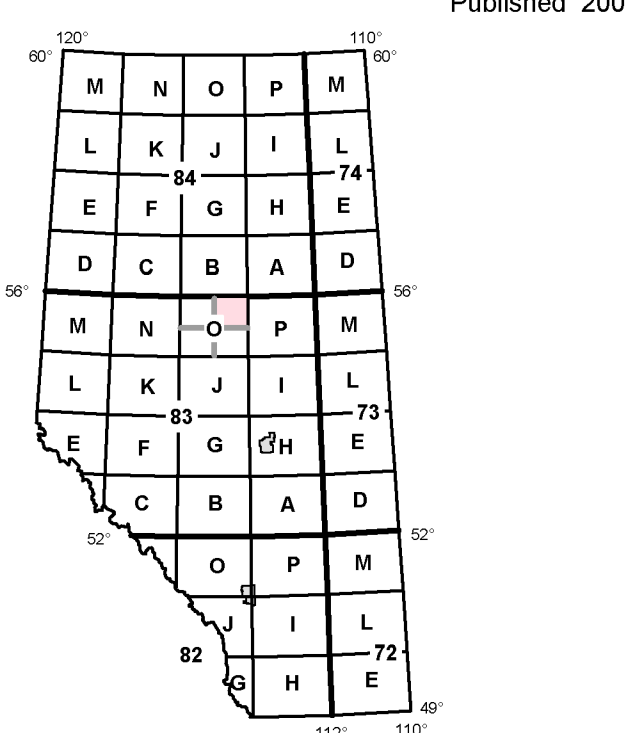 Published 200
120° 110°
60° 60°
M N O P M
L K J I L
84 74
E F G H E
D C B A D
56° 56°
M N O P M
L K J I L
83 73
E F G H E
C B A D
52° 52°
O P M
J I L
82 72
G H E
49°
112° 110°